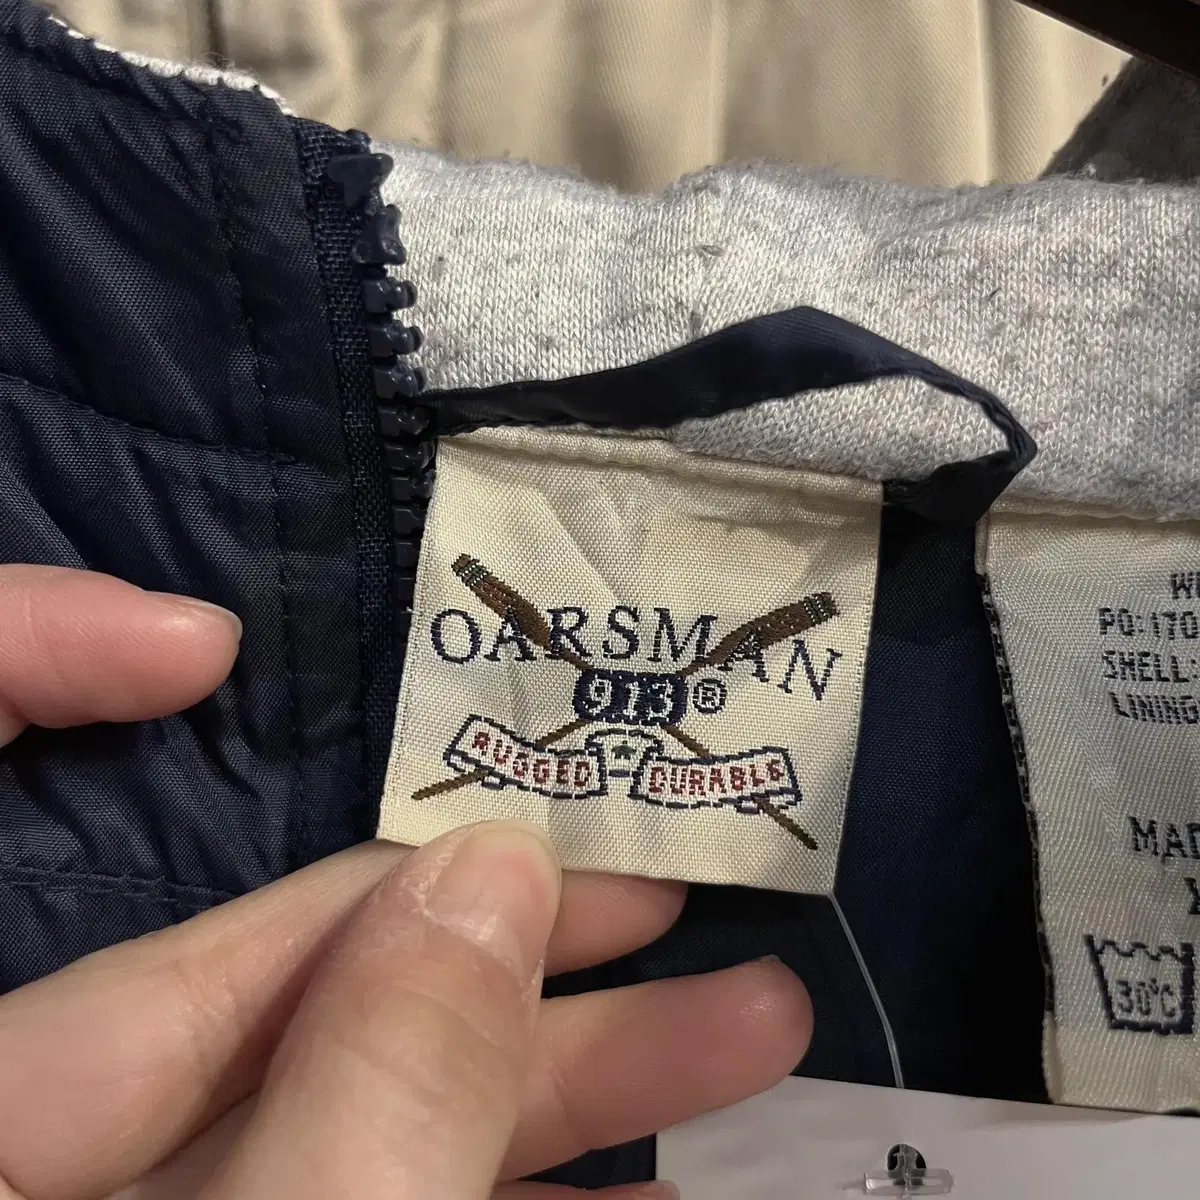 OARSMAN
913®
RUGGED DURABLE
PO: 170
SHELL:
LINING
30°C